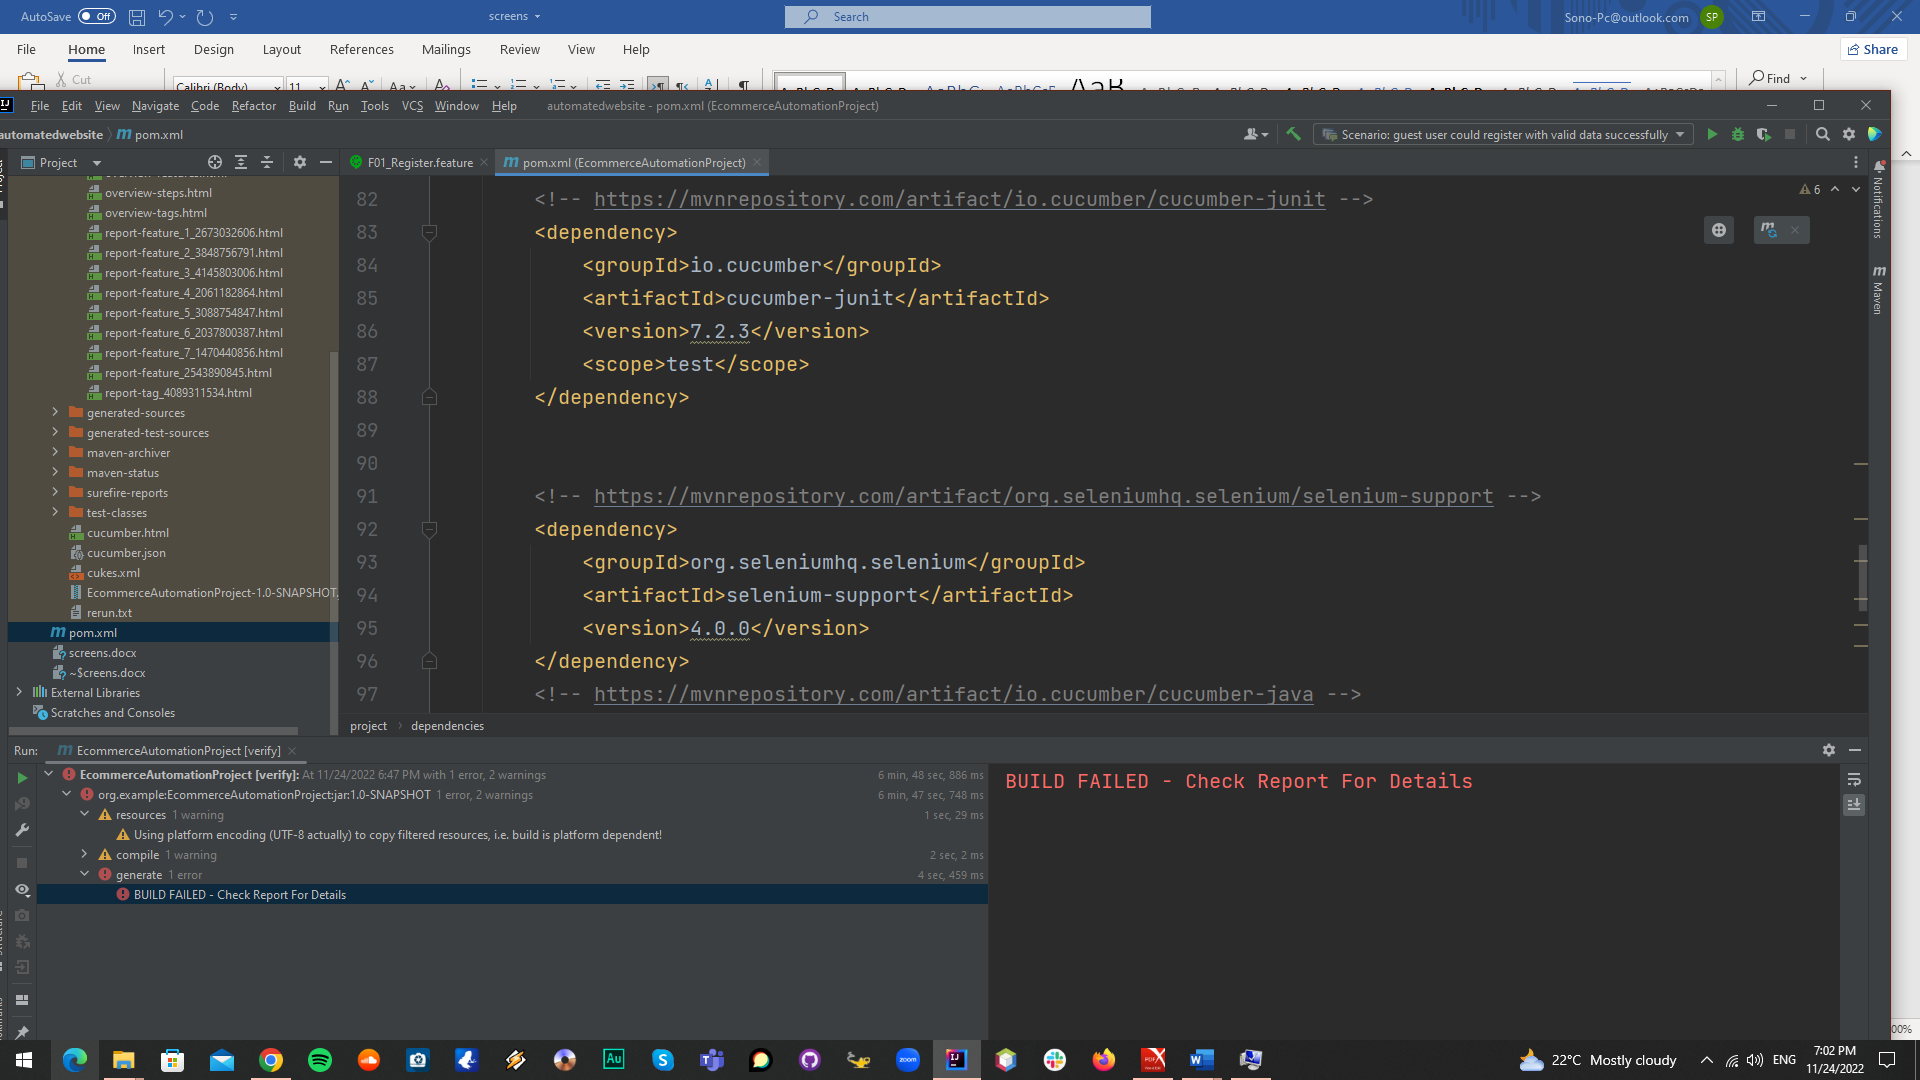 AutoSave Off screens Search Sono-Pc@outlook.com SP
File Home Insert Design Layout References Mailings Review View Help Share
Cut Calibri (Body) 11 Find
File Edit View Navigate Code Refactor Build Run Tools VCS Window Help automatedwebsite - pom.xml (EcommerceAutomationProject)
automatedwebsite pom.xml Scenario: guest user could register with valid data successfully
Project F01_Register.feature pom.xml (EcommerceAutomationProject)
overview-steps.html
overview-tags.html
report-feature_1_2673032606.html
report-feature_2_3848756791.html
report-feature_3_4145803006.html
report-feature_4_2061182864.html
report-feature_5_3088754847.html
report-feature_6_2037800387.html
report-feature_7_1470440856.html
report-feature_2543890845.html
report-tag_4089311534.html
generated-sources
generated-test-sources
maven-archiver
maven-status
surefire-reports
test-classes
cucumber.html
cucumber.json
cukes.xml
EcommerceAutomationProject-1.0-SNAPSHOT.
rerun.txt
pom.xml
screens.docx
~$creens.docx
External Libraries
Scratches and Consoles
82 <!-- https://mvnrepository.com/artifact/io.cucumber/cucumber-junit -->
83 <dependency>
84 <groupId>io.cucumber</groupId>
85 <artifactId>cucumber-junit</artifactId>
86 <version>7.2.3</version>
87 <scope>test</scope>
88 </dependency>
89
90
91 <!-- https://mvnrepository.com/artifact/org.seleniumhq.selenium/selenium-support -->
92 <dependency>
93 <groupId>org.seleniumhq.selenium</groupId>
94 <artifactId>selenium-support</artifactId>
95 <version>4.0.0</version>
96 </dependency>
97 <!-- https://mvnrepository.com/artifact/io.cucumber/cucumber-java -->
6
Notifications
Maven
project dependencies
Run: EcommerceAutomationProject [verify]
EcommerceAutomationProject [verify]: At 11/24/2022 6:47 PM with 1 error, 2 warnings 6 min, 48 sec, 886 ms
org.example:EcommerceAutomationProject:jar:1.0-SNAPSHOT 1 error, 2 warnings 6 min, 47 sec, 748 ms
resources 1 warning 1 sec, 29 ms
Using platform encoding (UTF-8 actually) to copy filtered resources, i.e. build is platform dependent!
compile 1 warning 2 sec, 2 ms
generate 1 error 4 sec, 459 ms
BUILD FAILED - Check Report For Details
BUILD FAILED - Check Report For Details
00%
22°C Mostly cloudy ENG 7:02 PM
11/24/2022